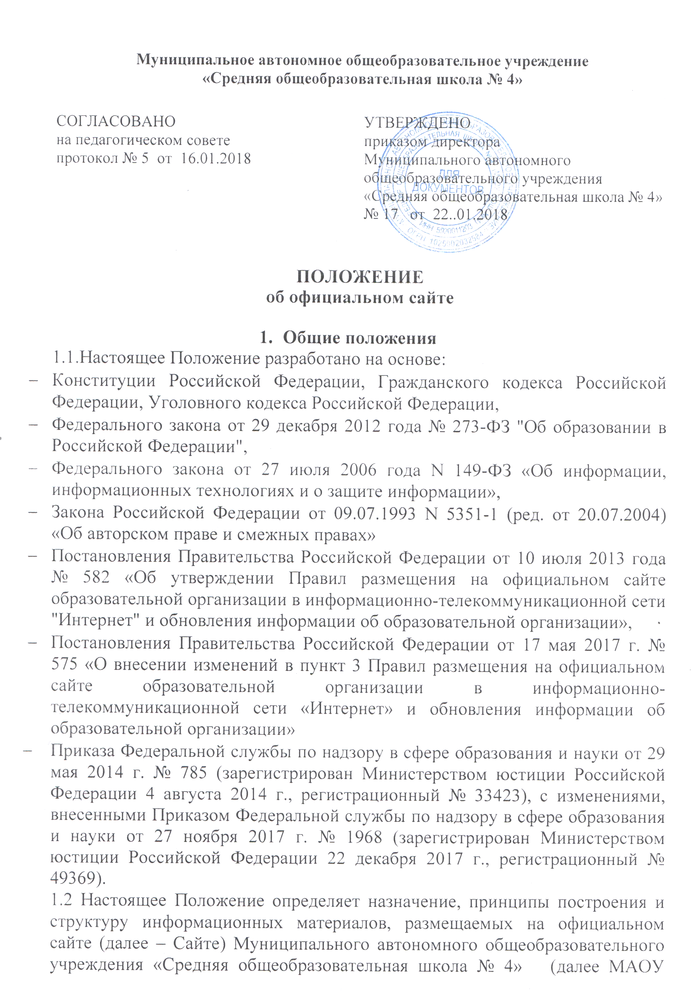 Муниципальное автономное общеобразовательное учреждение
«Средняя общеобразовательная школа № 4»
СОГЛАСОВАНО
на педагогическом совете
протокол № 5 от 16.01.2018
УТВЕРЖДЕНО
приказом директора
Муниципального автономного
общеобразовательного учреждения
«Средняя общеобразовательная школа № 4»
№ 17 от 22..01.2018
ДЛЯ
ДОКУМЕНТОВ
ПОЛОЖЕНИЕ
об официальном сайте
1. Общие положения
1.1.Настоящее Положение разработано на основе:
– Конституции Российской Федерации, Гражданского кодекса Российской
Федерации, Уголовного кодекса Российской Федерации,
– Федерального закона от 29 декабря 2012 года № 273-ФЗ "Об образовании в
Российской Федерации",
– Федерального закона от 27 июля 2006 года N 149-ФЗ «Об информации,
информационных технологиях и о защите информации»,
– Закона Российской Федерации от 09.07.1993 N 5351-1 (ред. от 20.07.2004)
«Об авторском праве и смежных правах»
– Постановления Правительства Российской Федерации от 10 июля 2013 года
№ 582 «Об утверждении Правил размещения на официальном сайте
образовательной организации в информационно-телекоммуникационной сети
"Интернет" и обновления информации об образовательной организации»,
– Постановления Правительства Российской Федерации от 17 мая 2017 г. №
575 «О внесении изменений в пункт 3 Правил размещения на официальном
сайте образовательной организации в информационно-
телекоммуникационной сети «Интернет» и обновления информации об
образовательной организации»
– Приказа Федеральной службы по надзору в сфере образования и науки от 29
мая 2014 г. № 785 (зарегистрирован Министерством юстиции Российской
Федерации 4 августа 2014 г., регистрационный № 33423), с изменениями,
внесенными Приказом Федеральной службы по надзору в сфере образования
и науки от 27 ноября 2017 г. № 1968 (зарегистрирован Министерством
юстиции Российской Федерации 22 декабря 2017 г., регистрационный №
49369).
1.2 Настоящее Положение определяет назначение, принципы построения и
структуру информационных материалов, размещаемых на официальном
сайте (далее – Сайте) Муниципального автономного общеобразовательного
учреждения «Средняя общеобразовательная школа № 4» (далее МАОУ